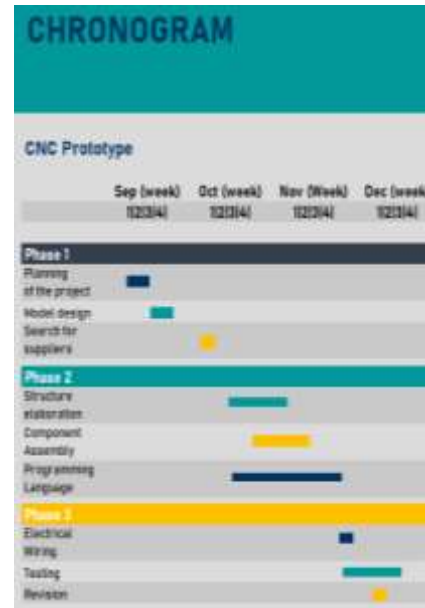 CHRONOGRAM
CNC Prototype
Sep (week) Oct (week) Nov (Week) Dec (week
1|2|3|4| 1|2|3|4| 1|2|3|4| 1|2|3|4|
Phase 1
Planning
of the project
Model design
Search for
suppliers
Phase 2
Structure
elaboration
Component
Assembly
Programming
Language
Phase 3
Electrical
Wiring
Testing
Revision